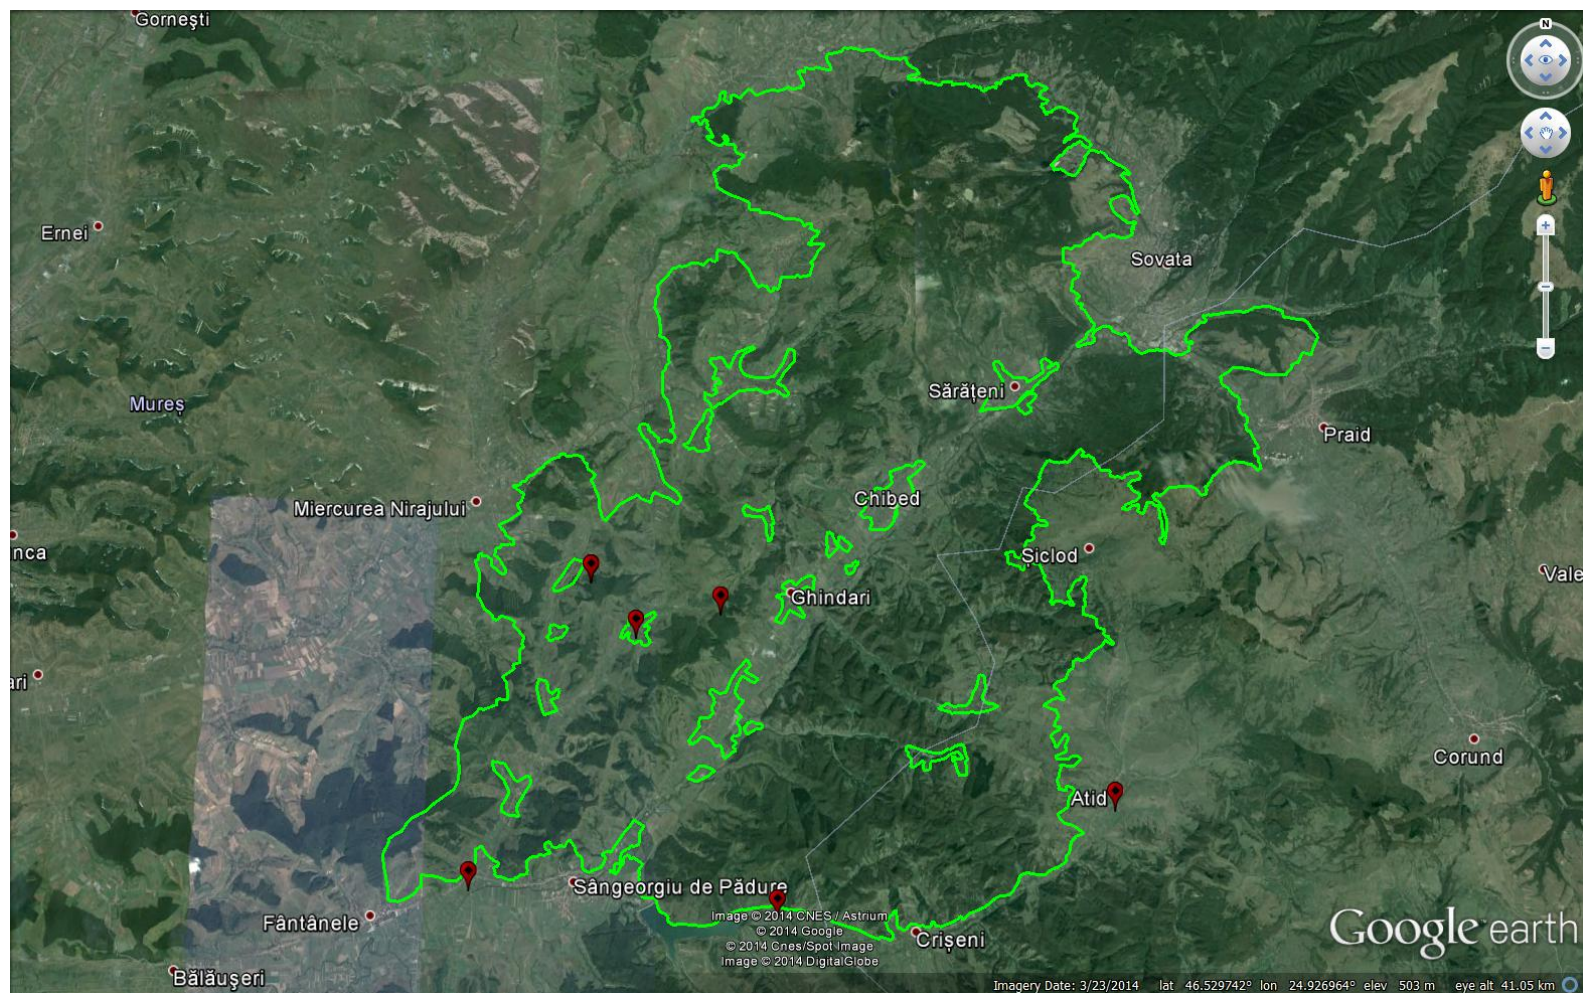 Gorneşti
N
Ernei
Sovata
Mureș
Sărățeni
Praid
Miercurea Nirajului
Chibed
nca
Șiclod
Vale
Ghindari
ari
Corund
Atid
Sângeorgiu de Pădure
Fântânele
Image © 2014 CNES / Astrium
© 2014 Google
© 2014 Cnes/Spot Image
Image © 2014 DigitalGlobe
Crișeni
Google earth
Bălăușeri
Imagery Date: 3/23/2014 lat 46.529742° lon 24.926964° elev 503 m eye alt 41.05 km